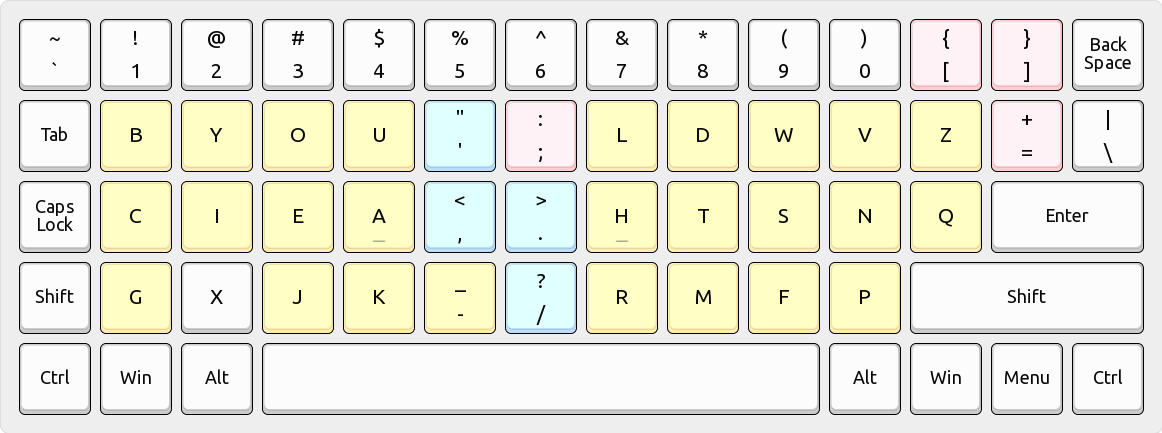 ~ ! @ # $ % ^ & * ( ) { } Back
` 1 2 3 4 5 6 7 8 9 0 [ ] Space
Tab B Y O U " : L D W V Z + |
' ; = \
Caps C I E A < > H T S N Q Enter
Lock _ , . _
Shift G X J K _ ? R M F P Shift
- /
Ctrl Win Alt Alt Win Menu Ctrl